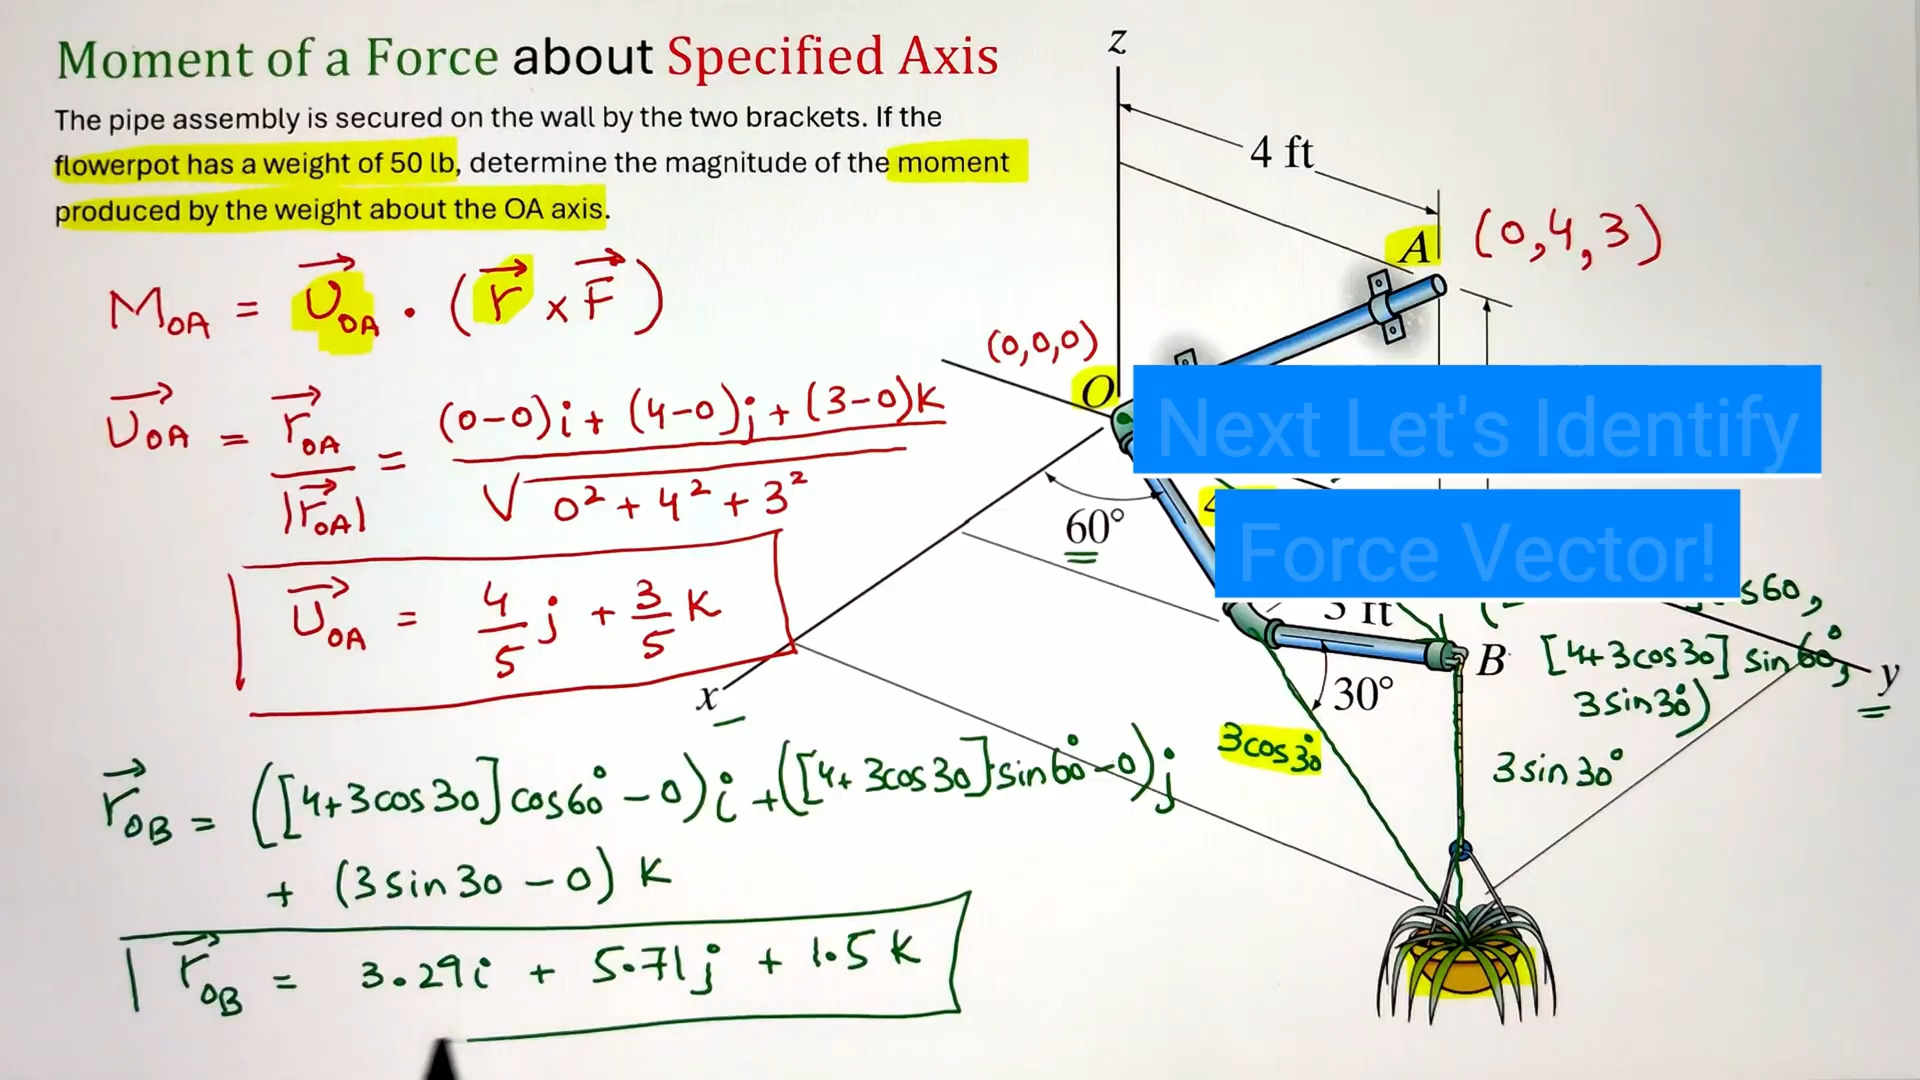 Moment of a Force about Specified Axis
The pipe assembly is secured on the wall by the two brackets. If the
flowerpot has a weight of 50 lb, determine the magnitude of the moment
produced by the weight about the OA axis.
M_OA = U_OA · (r × F)
U_OA = r_OA / |r_OA| = (0-0)i + (4-0)j + (3-0)K / √0² + 4² + 3²
U_OA = 4/5 j + 3/5 K
r_OB = ([4+3cos30]cos60° - 0)i + ([4+3cos30]·sin60° - 0)j
+ (3sin30 - 0) K
r_OB = 3.29i + 5.71j + 1.5K
z
4 ft
A (0,4,3)
(0,0,0)
O
Next Let's Identify
Force Vector!
60°
3 ft
s60,
B [4+3cos30] sin60°,
3sin30°)
30°
x
y
3cos30°
3sin30°